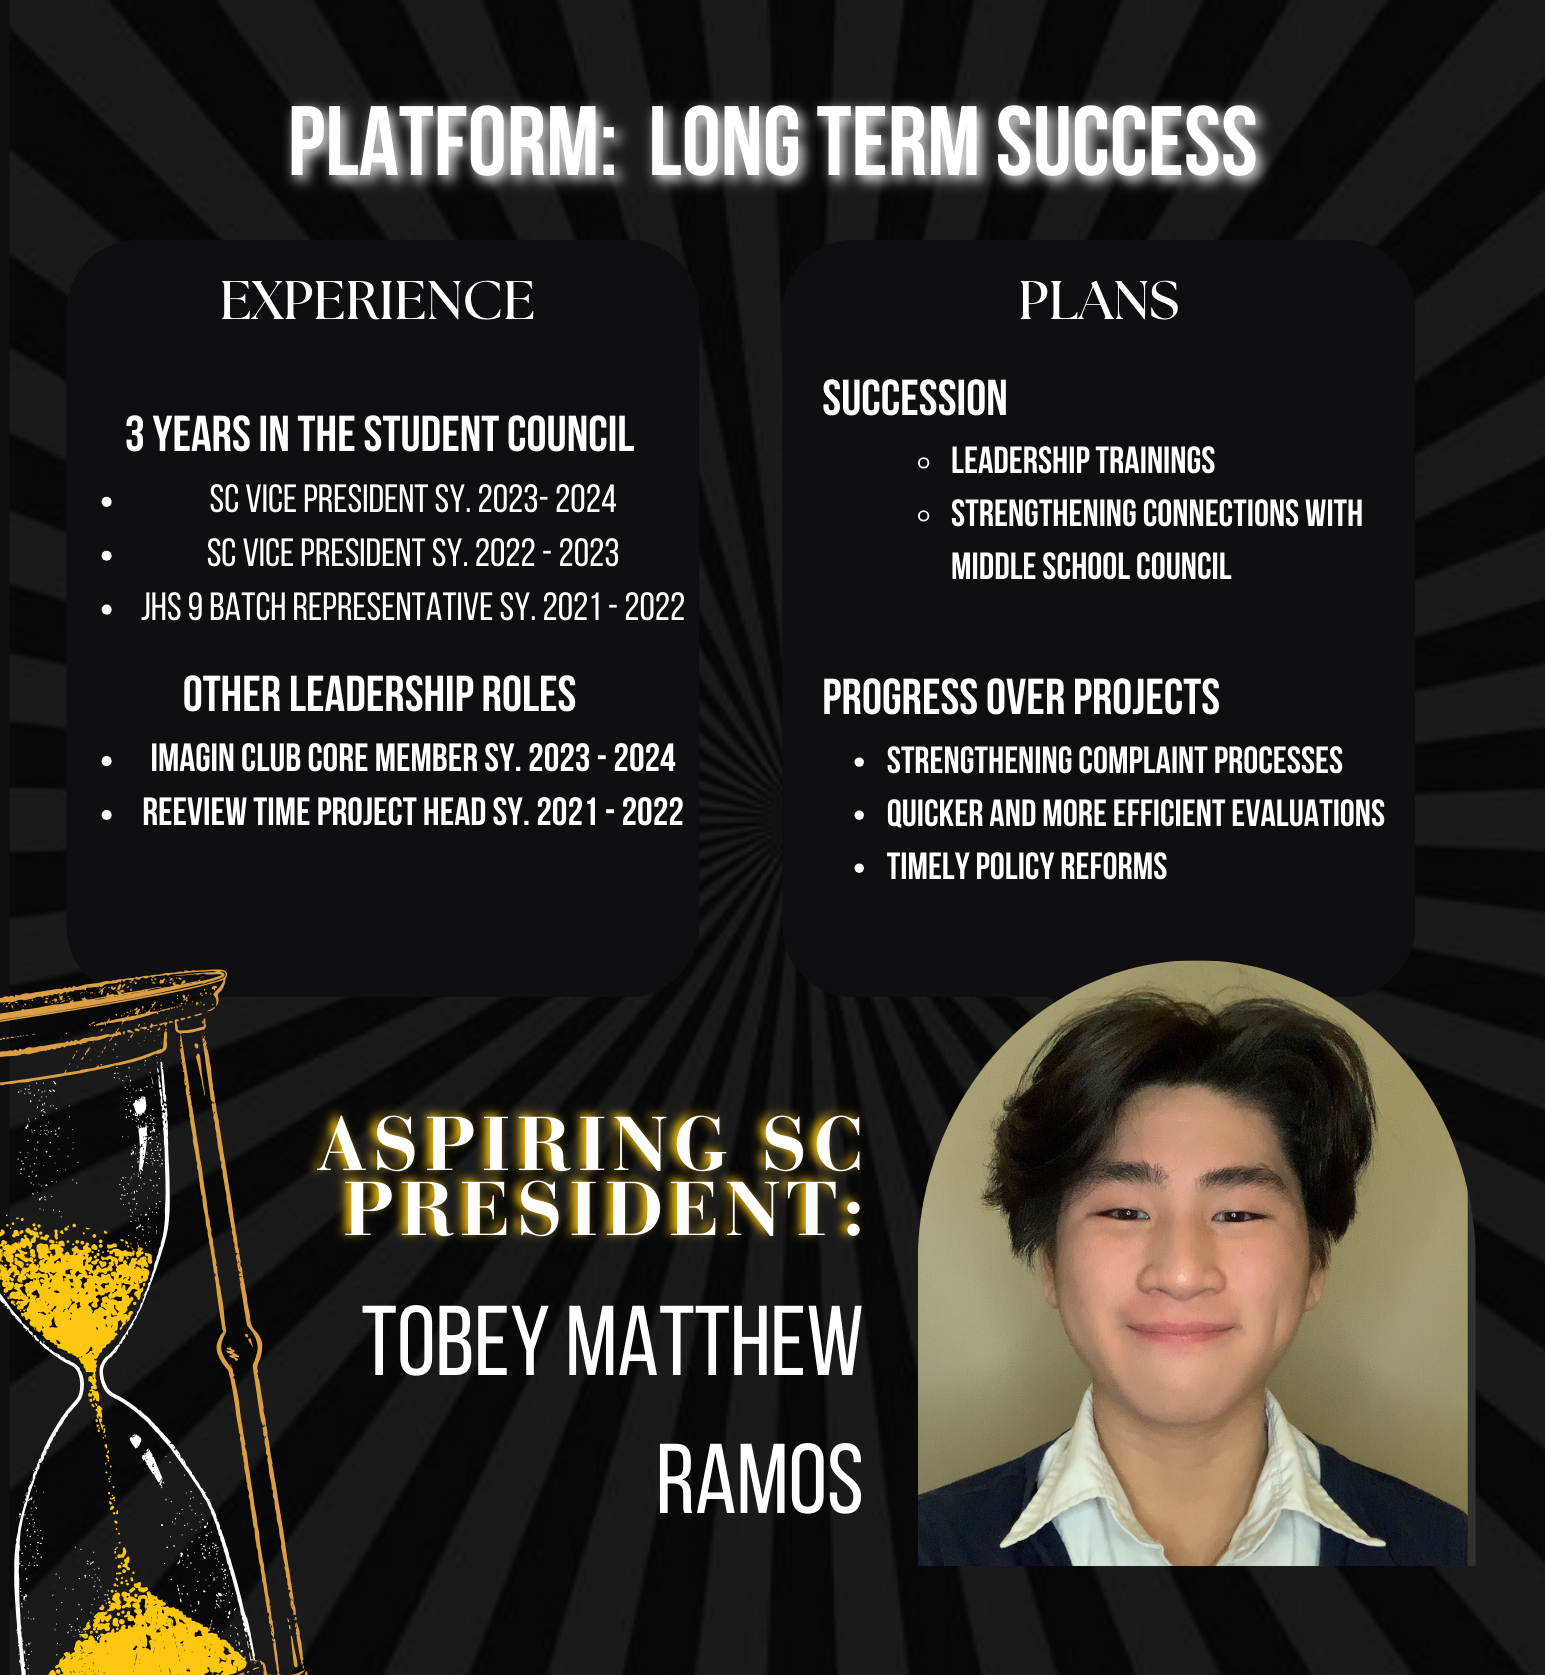 PLATFORM: LONG TERM SUCCESS
EXPERIENCE
3 YEARS IN THE STUDENT COUNCIL
• SC VICE PRESIDENT SY. 2023- 2024
• SC VICE PRESIDENT SY. 2022 - 2023
• JHS 9 BATCH REPRESENTATIVE SY. 2021 - 2022
OTHER LEADERSHIP ROLES
• IMAGIN CLUB CORE MEMBER SY. 2023 - 2024
• REEVIEW TIME PROJECT HEAD SY. 2021 - 2022
PLANS
SUCCESSION
◦ LEADERSHIP TRAININGS
◦ STRENGTHENING CONNECTIONS WITH
MIDDLE SCHOOL COUNCIL
PROGRESS OVER PROJECTS
• STRENGTHENING COMPLAINT PROCESSES
• QUICKER AND MORE EFFICIENT EVALUATIONS
• TIMELY POLICY REFORMS
ASPIRING SC
PRESIDENT:
TOBEY MATTHEW
RAMOS